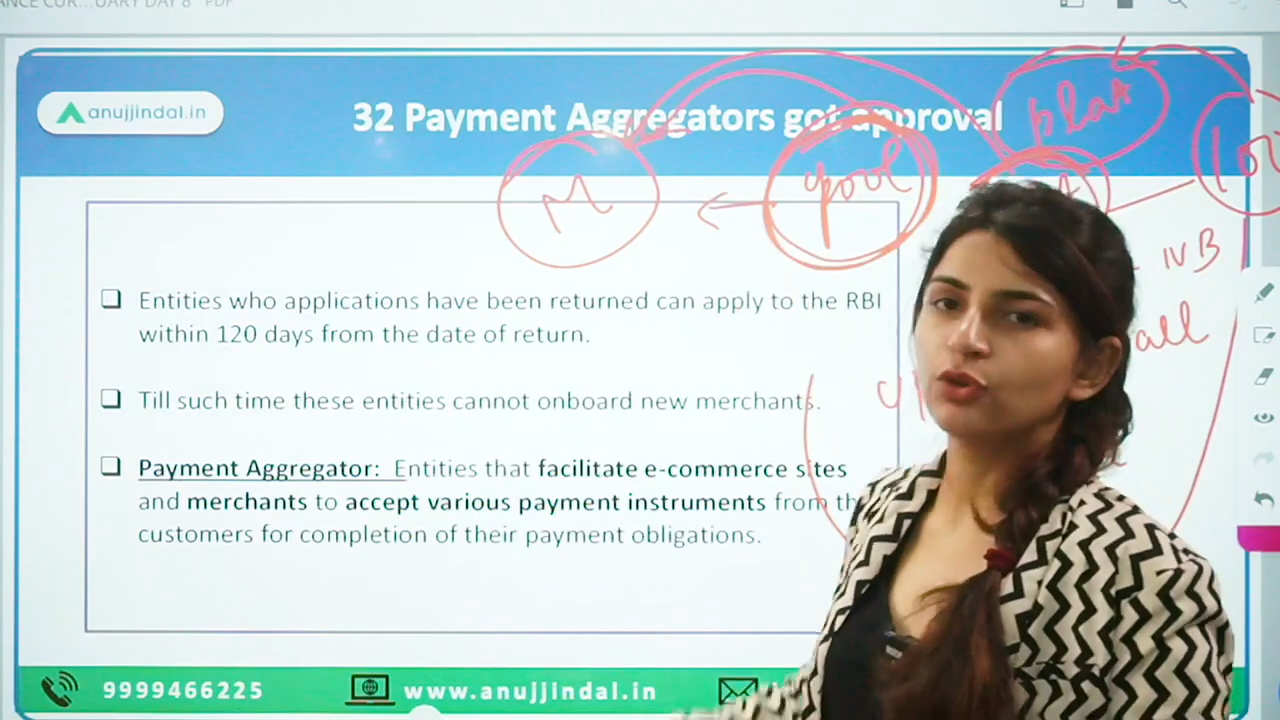 32 Payment Aggregators got approval
anujjindal.in
M
pool
IVB
all
Entities who applications have been returned can apply to the RBI
within 120 days from the date of return.
Till such time these entities cannot onboard new merchants.
Payment Aggregator: Entities that facilitate e-commerce sites
and merchants to accept various payment instruments from th
customers for completion of their payment obligations.
9999466225
www.anujjindal.in